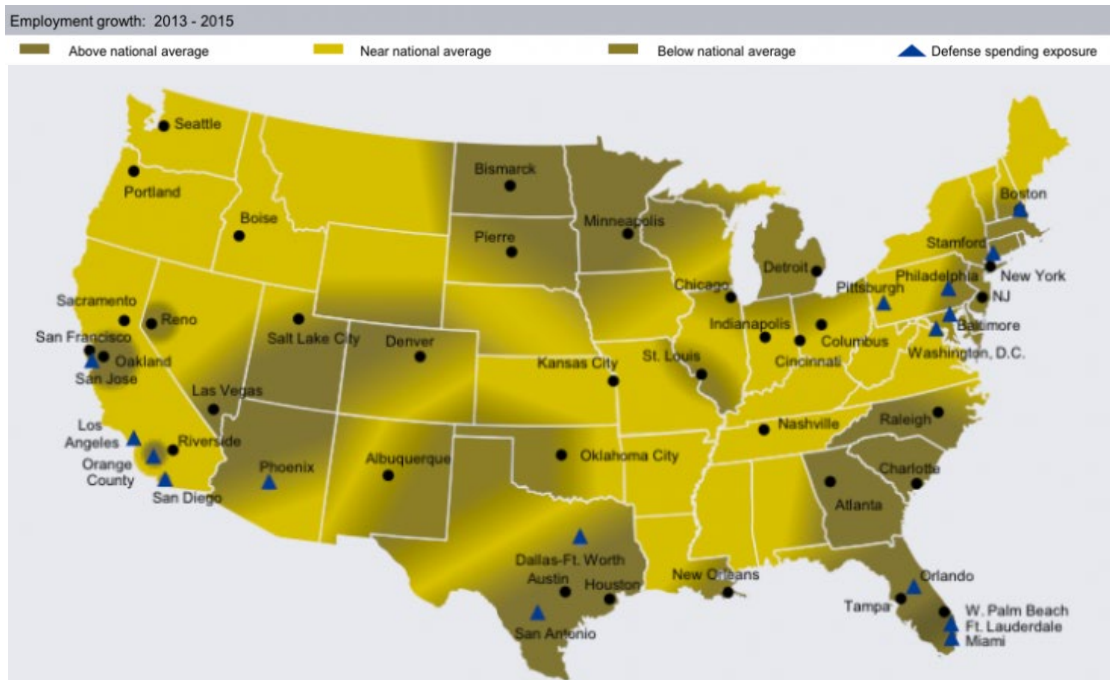 Employment growth: 2013 - 2015
Above national average
Near national average
Below national average
Defense spending exposure
Seattle
Portland
Boise
Bismarck
Pierre
Minneapolis
Boston
Stamford
New York
Detroit
Chicago
Pittsburgh
Philadelphia
NJ
Baltimore
Washington, D.C.
Sacramento
Reno
San Francisco
Oakland
San Jose
Salt Lake City
Denver
Kansas City
St. Louis
Indianapolis
Columbus
Cincinnati
Las Vegas
Los
Angeles
Riverside
Orange
County
San Diego
Phoenix
Albuquerque
Oklahoma City
Nashville
Raleigh
Charlotte
Atlanta
Dallas-Ft. Worth
Austin
Houston
San Antonio
New Orleans
Orlando
Tampa
W. Palm Beach
Ft. Lauderdale
Miami